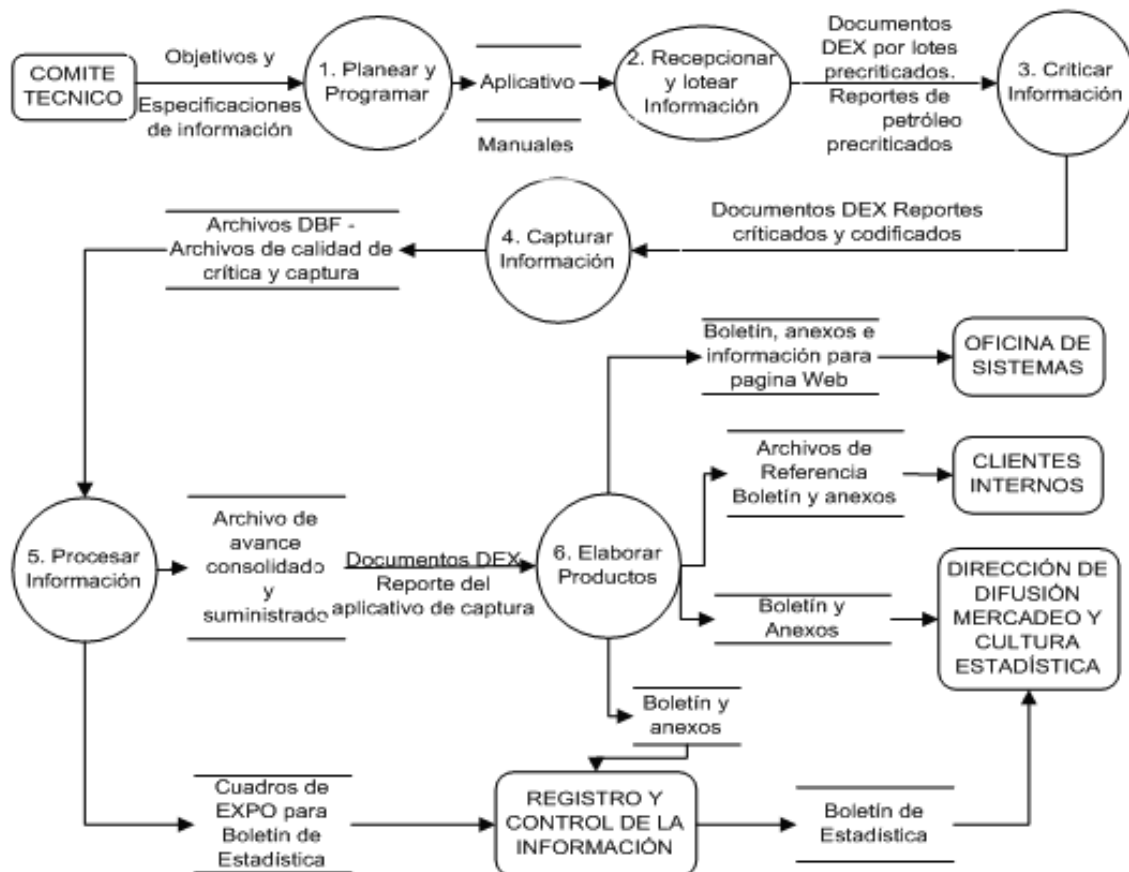 COMITE
TECNICO
Objetivos y
Especificaciones
de información
1. Planear y
Programar
Aplicativo
Manuales
2. Recepcionar
y lotear
Información
Documentos
DEX por lotes
precriticados.
Reportes de
petróleo
precriticados
3. Criticar
Información
Documentos DEX Reportes
críticados y codificados
4. Capturar
Información
Archivos DBF -
Archivos de calidad de
crítica y captura
5. Procesar
Información
Archivo de
avance
consolidado
y
suministrado
Documentos DEX
Reporte del
aplicativo de captura
6. Elaborar
Productos
Boletín, anexos e
información para
pagina Web
OFICINA DE
SISTEMAS
Archivos de
Referencia
Boletín y anexos
CLIENTES
INTERNOS
Boletín y
Anexos
DIRECCIÓN DE
DIFUSIÓN
MERCADEO Y
CULTURA
ESTADÍSTICA
Boletín y
anexos
Cuadros de
EXPO para
Boletín de
Estadística
REGISTRO Y
CONTROL DE LA
INFORMACIÓN
Boletín de
Estadística